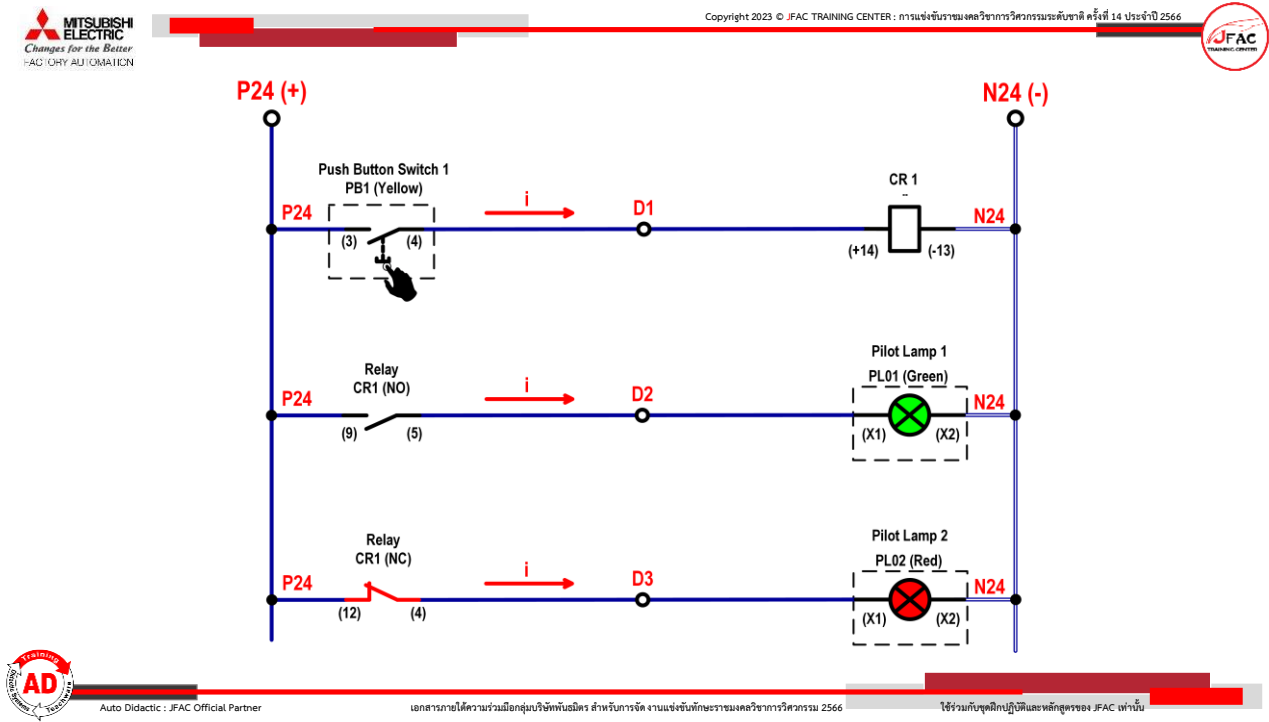 MITSUBISHI
ELECTRIC
Changes for the Better
FACTORY AUTOMATION
Copyright 2023 © JFAC TRAINING CENTER : การแข่งขันราชมงคลวิชาการวิศวกรรมระดับชาติ ครั้งที่ 14 ประจำปี 2566
JFAC
TRAINING CENTER
P24 (+)
N24 (-)
Push Button Switch 1
PB1 (Yellow)
CR 1
--
P24
i
D1
N24
(3)
(4)
(+14)
(-13)
Relay
CR1 (NO)
Pilot Lamp 1
PL01 (Green)
P24
i
D2
N24
(9)
(5)
(X1)
(X2)
Relay
CR1 (NC)
Pilot Lamp 2
PL02 (Red)
P24
i
D3
N24
(12)
(4)
(X1)
(X2)
Training
AD
Didactic Systems
Teachware
Auto Didactic : JFAC Official Partner
เอกสารภายใต้ความร่วมมือกลุ่มบริษัทพันธมิตร สำหรับการจัด งานแข่งขันทักษะราชมงคลวิชาการวิศวกรรม 2566
ใช้ร่วมกับชุดฝึกปฏิบัติและหลักสูตรของ JFAC เท่านั้น